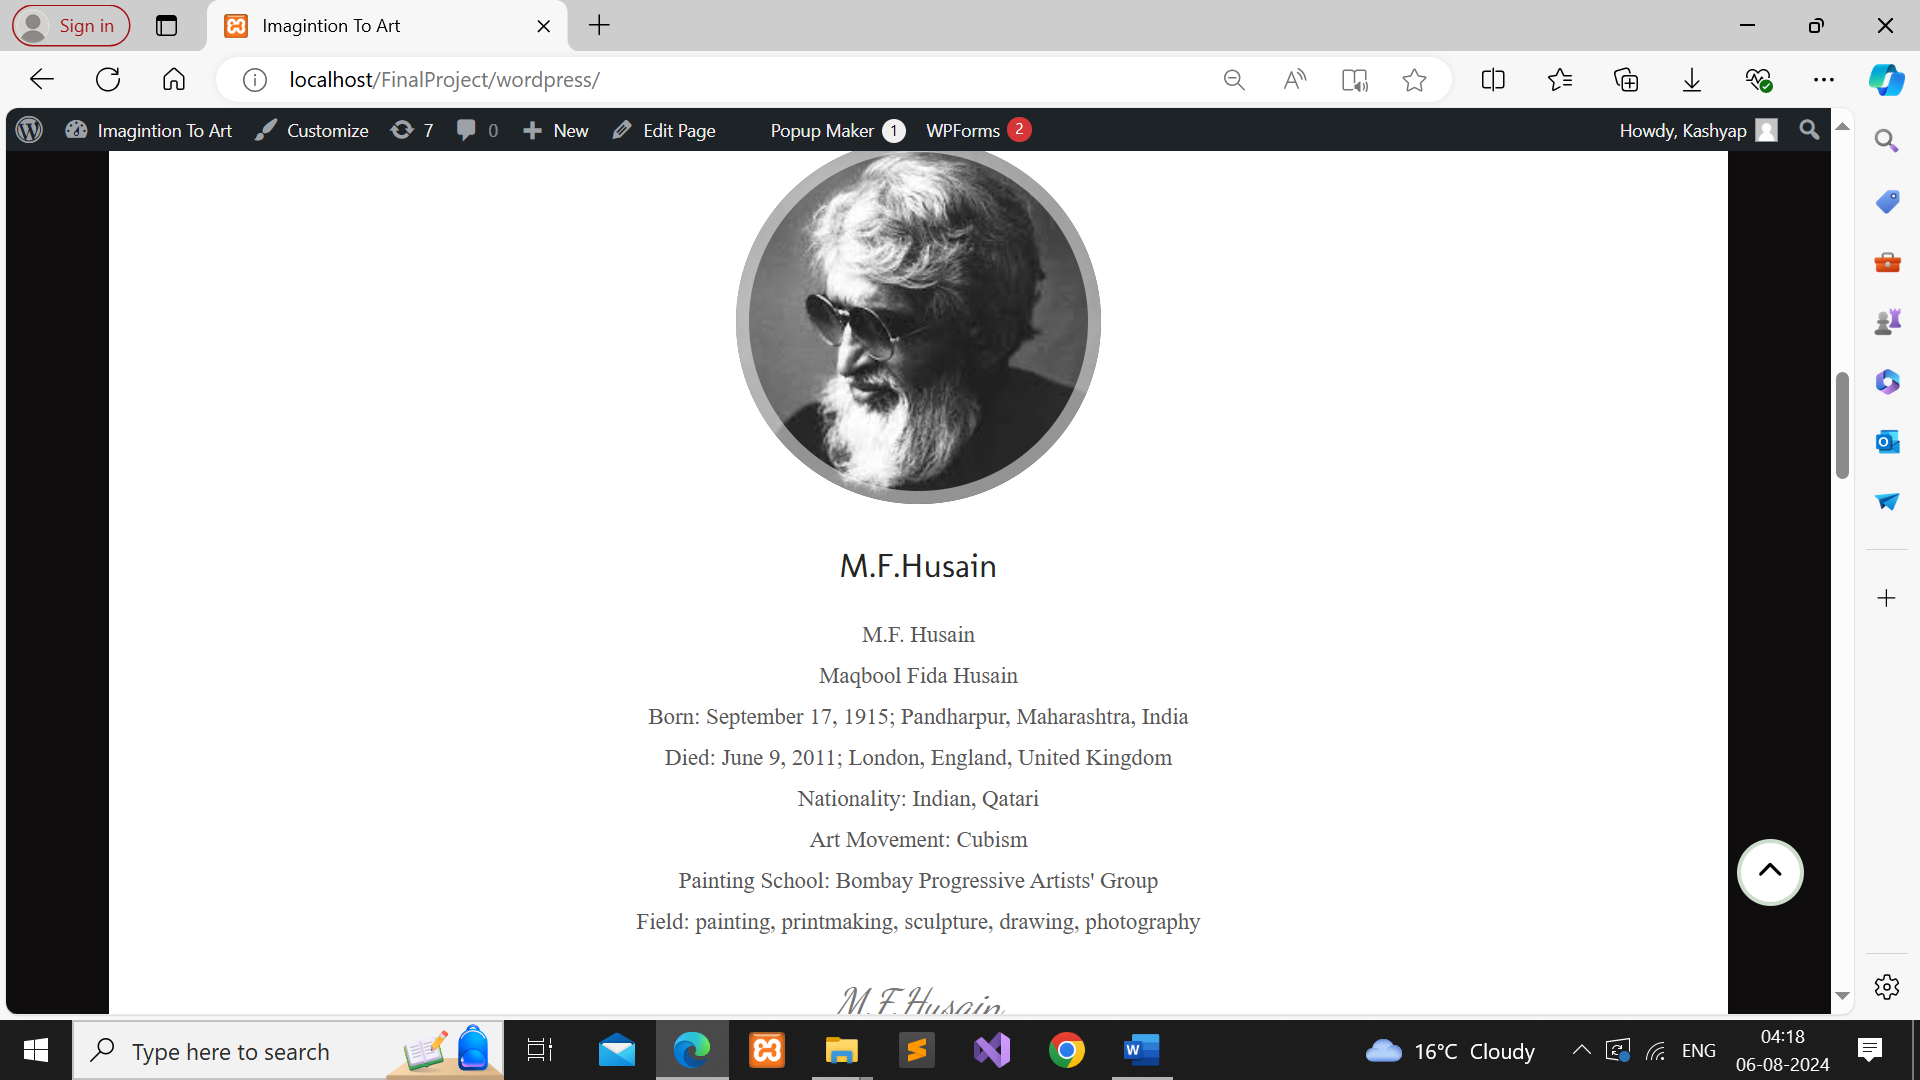 Sign in
Imagintion To Art
localhost/FinalProject/wordpress/
Imagintion To Art Customize 7 0 New Edit Page Popup Maker 1 WPForms 2 Howdy, Kashyap
M.F.Husain
M.F. Husain
Maqbool Fida Husain
Born: September 17, 1915; Pandharpur, Maharashtra, India
Died: June 9, 2011; London, England, United Kingdom
Nationality: Indian, Qatari
Art Movement: Cubism
Painting School: Bombay Progressive Artists' Group
Field: painting, printmaking, sculpture, drawing, photography
M.F.Husain
Type here to search
16°C Cloudy
ENG
04:18
06-08-2024